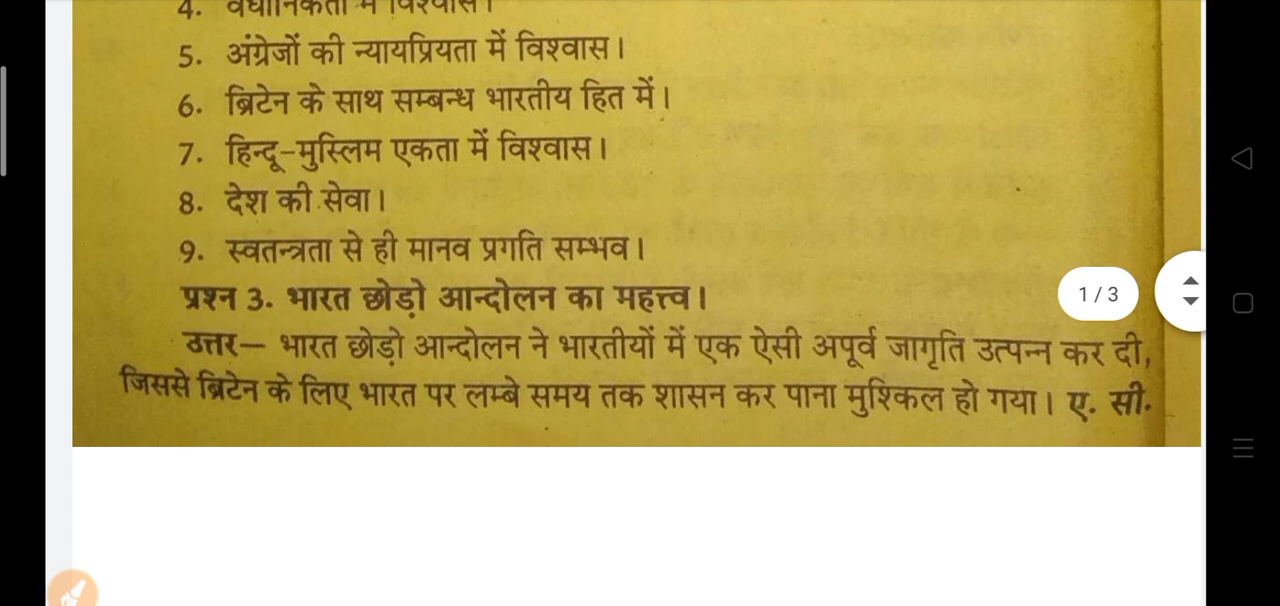 4. वैधानिकता में विश्वास।
5. अंग्रेजों की न्यायप्रियता में विश्वास।
6. ब्रिटेन के साथ सम्बन्ध भारतीय हित में।
7. हिन्दू-मुस्लिम एकता में विश्वास।
8. देश की सेवा।
9. स्वतन्त्रता से ही मानव प्रगति सम्भव।
प्रश्न 3. भारत छोड़ो आन्दोलन का महत्त्व।
1 / 3
उत्तर— भारत छोड़ो आन्दोलन ने भारतीयों में एक ऐसी अपूर्व जागृति उत्पन्न कर दी,
जिससे ब्रिटेन के लिए भारत पर लम्बे समय तक शासन कर पाना मुश्किल हो गया। ए. सी.